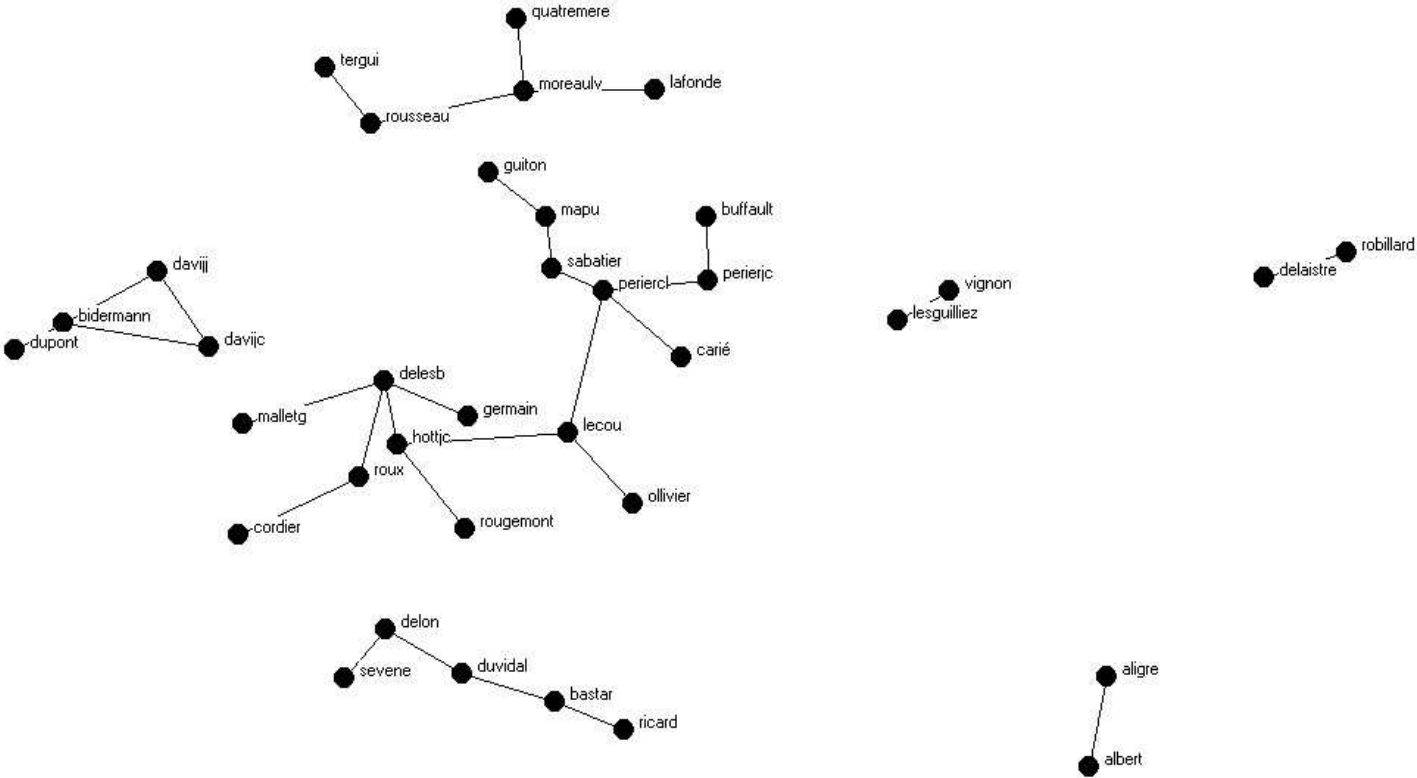 quatremere
tergui
moreaulv
lafonde
rousseau
guiton
mapu
buffault
robillard
davijj
sabatier
delaistre
periercl
perierjc
vignon
bidermann
lesguilliez
dupont
davijc
carié
delesb
malletg
germain
lecou
hottjc
roux
ollivier
cordier
rougemont
delon
sevene
duvidal
aligre
bastar
ricard
albert